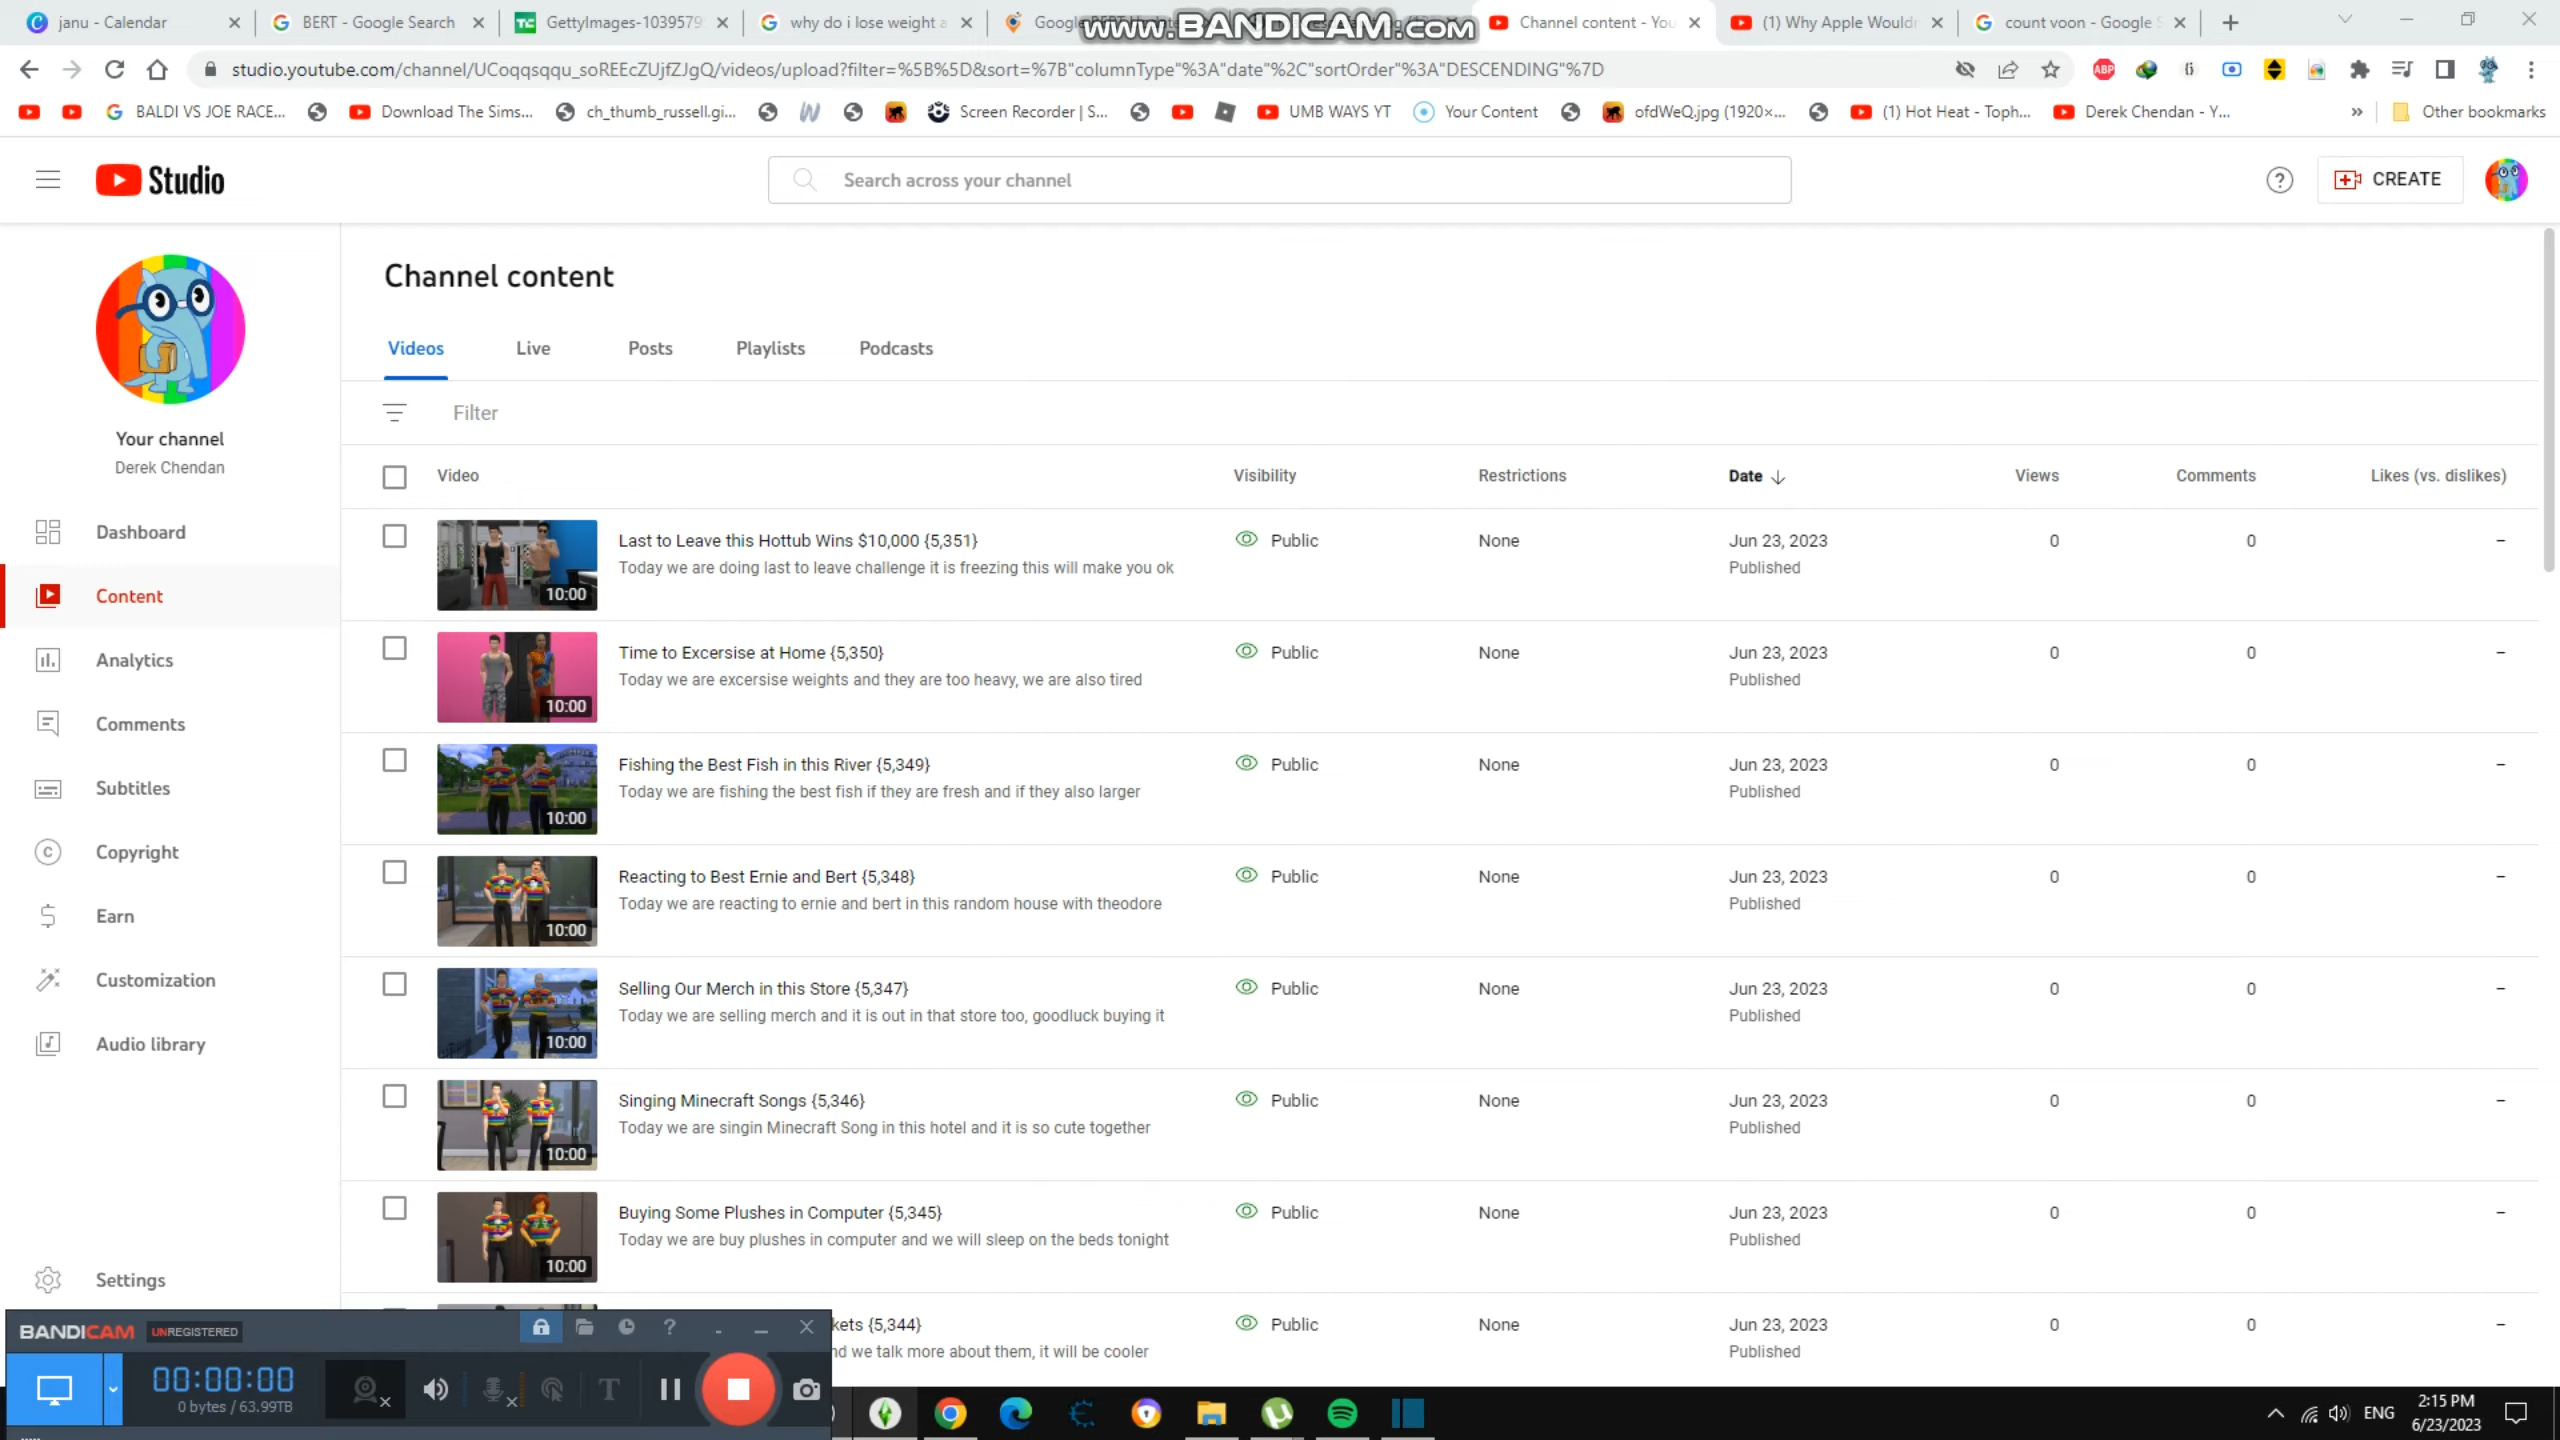 janu - Calendar
BERT - Google Search
GettyImages-1039579
why do i lose weight a
Google
www.BANDICAM.com
Channel content - You
(1) Why Apple Wouldn
count voon - Google S
studio.youtube.com/channel/UCoqqsqqu_soREEcZUjfZJgQ/videos/upload?filter=%5B%5D&sort=%7B"columnType"%3A"date"%2C"sortOrder"%3A"DESCENDING"%7D
ABP
BALDI VS JOE RACE...
Download The Sims...
ch_thumb_russell.gi...
Screen Recorder | S...
UMB WAYS YT
Your Content
ofdWeQ.jpg (1920×...
(1) Hot Heat - Toph...
Derek Chendan - Y...
»
Other bookmarks
Studio
Search across your channel
CREATE
Your channel
Derek Chendan
Dashboard
Content
Analytics
Comments
Subtitles
Copyright
Earn
Customization
Audio library
Settings
Channel content
Videos Live Posts Playlists Podcasts
Filter
Video Visibility Restrictions Date Views Comments Likes (vs. dislikes)
Last to Leave this Hottub Wins $10,000 {5,351} Public None Jun 23, 2023 0 0 –
10:00 Today we are doing last to leave challenge it is freezing this will make you ok Published
Time to Excersise at Home {5,350} Public None Jun 23, 2023 0 0 –
10:00 Today we are excersise weights and they are too heavy, we are also tired Published
Fishing the Best Fish in this River {5,349} Public None Jun 23, 2023 0 0 –
10:00 Today we are fishing the best fish if they are fresh and if they also larger Published
Reacting to Best Ernie and Bert {5,348} Public None Jun 23, 2023 0 0 –
10:00 Today we are reacting to ernie and bert in this random house with theodore Published
Selling Our Merch in this Store {5,347} Public None Jun 23, 2023 0 0 –
10:00 Today we are selling merch and it is out in that store too, goodluck buying it Published
Singing Minecraft Songs {5,346} Public None Jun 23, 2023 0 0 –
10:00 Today we are singin Minecraft Song in this hotel and it is so cute together Published
Buying Some Plushes in Computer {5,345} Public None Jun 23, 2023 0 0 –
10:00 Today we are buy plushes in computer and we will sleep on the beds tonight Published
kets {5,344} Public None Jun 23, 2023 0 0 –
nd we talk more about them, it will be cooler Published
BANDICAM UNREGISTERED
00:00:00
0 bytes / 63.99TB
ENG
2:15 PM
6/23/2023